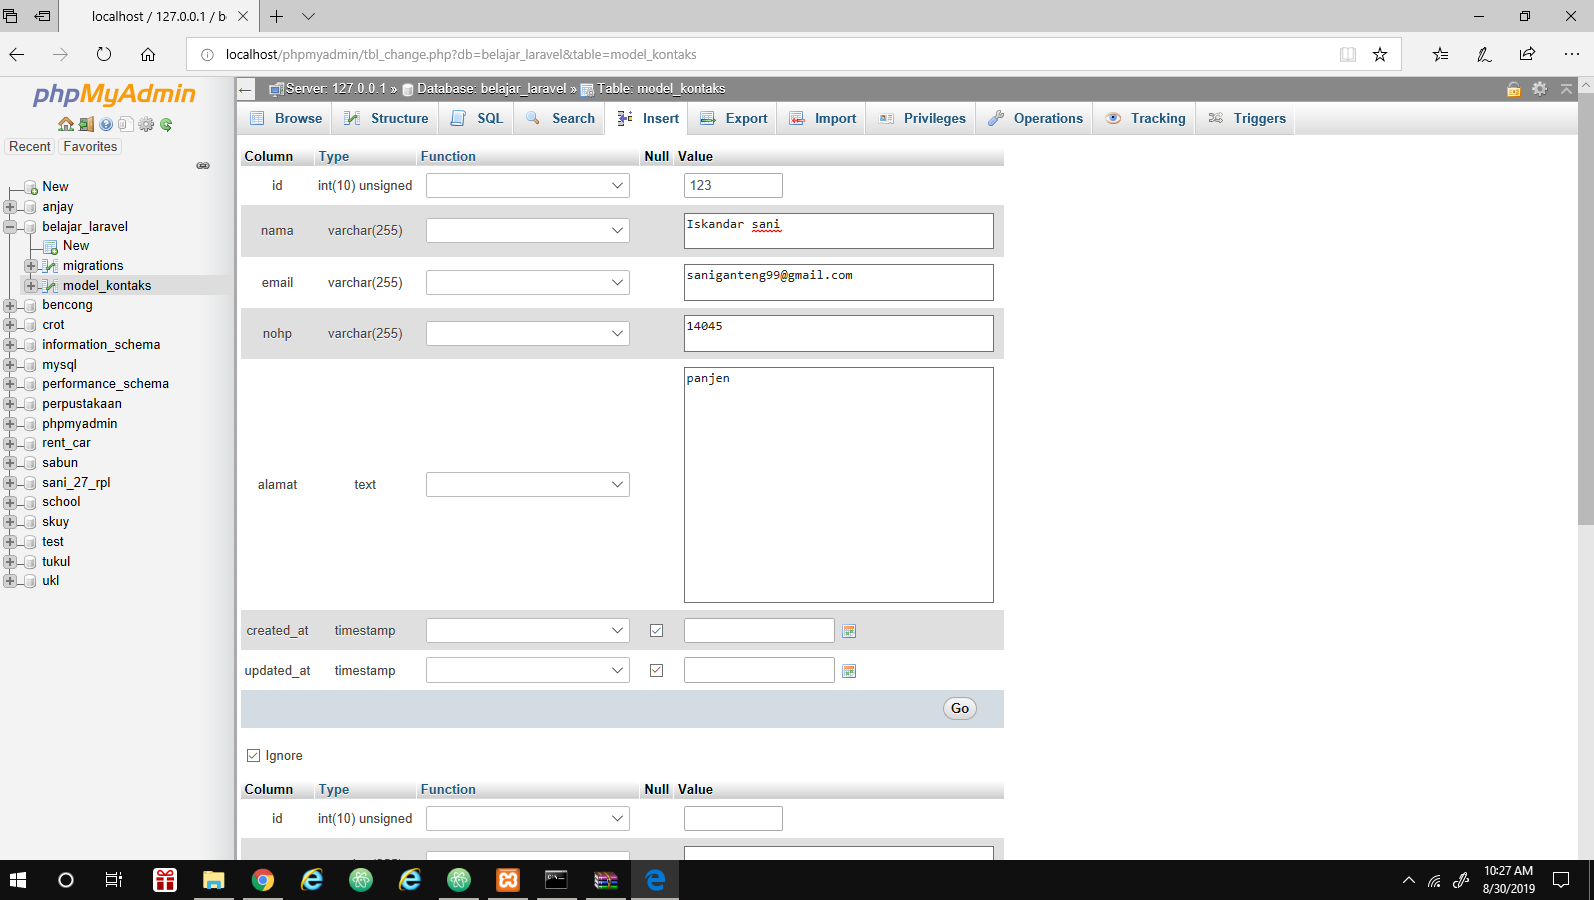 localhost / 127.0.0.1 / b
localhost/phpmyadmin/tbl_change.php?db=belajar_laravel&table=model_kontaks
phpMyAdmin
Recent Favorites
New
anjay
belajar_laravel
New
migrations
model_kontaks
bencong
crot
information_schema
mysql
performance_schema
perpustakaan
phpmyadmin
rent_car
sabun
sani_27_rpl
school
skuy
test
tukul
ukl
Server: 127.0.0.1 » Database: belajar_laravel » Table: model_kontaks
Browse Structure SQL Search Insert Export Import Privileges Operations Tracking Triggers
Column Type Function Null Value
id int(10) unsigned 123
nama varchar(255) Iskandar sani
email varchar(255) saniganteng99@gmail.com
nohp varchar(255) 14045
alamat text panjen
created_at timestamp
updated_at timestamp
Go
Ignore
Column Type Function Null Value
id int(10) unsigned
10:27 AM
8/30/2019